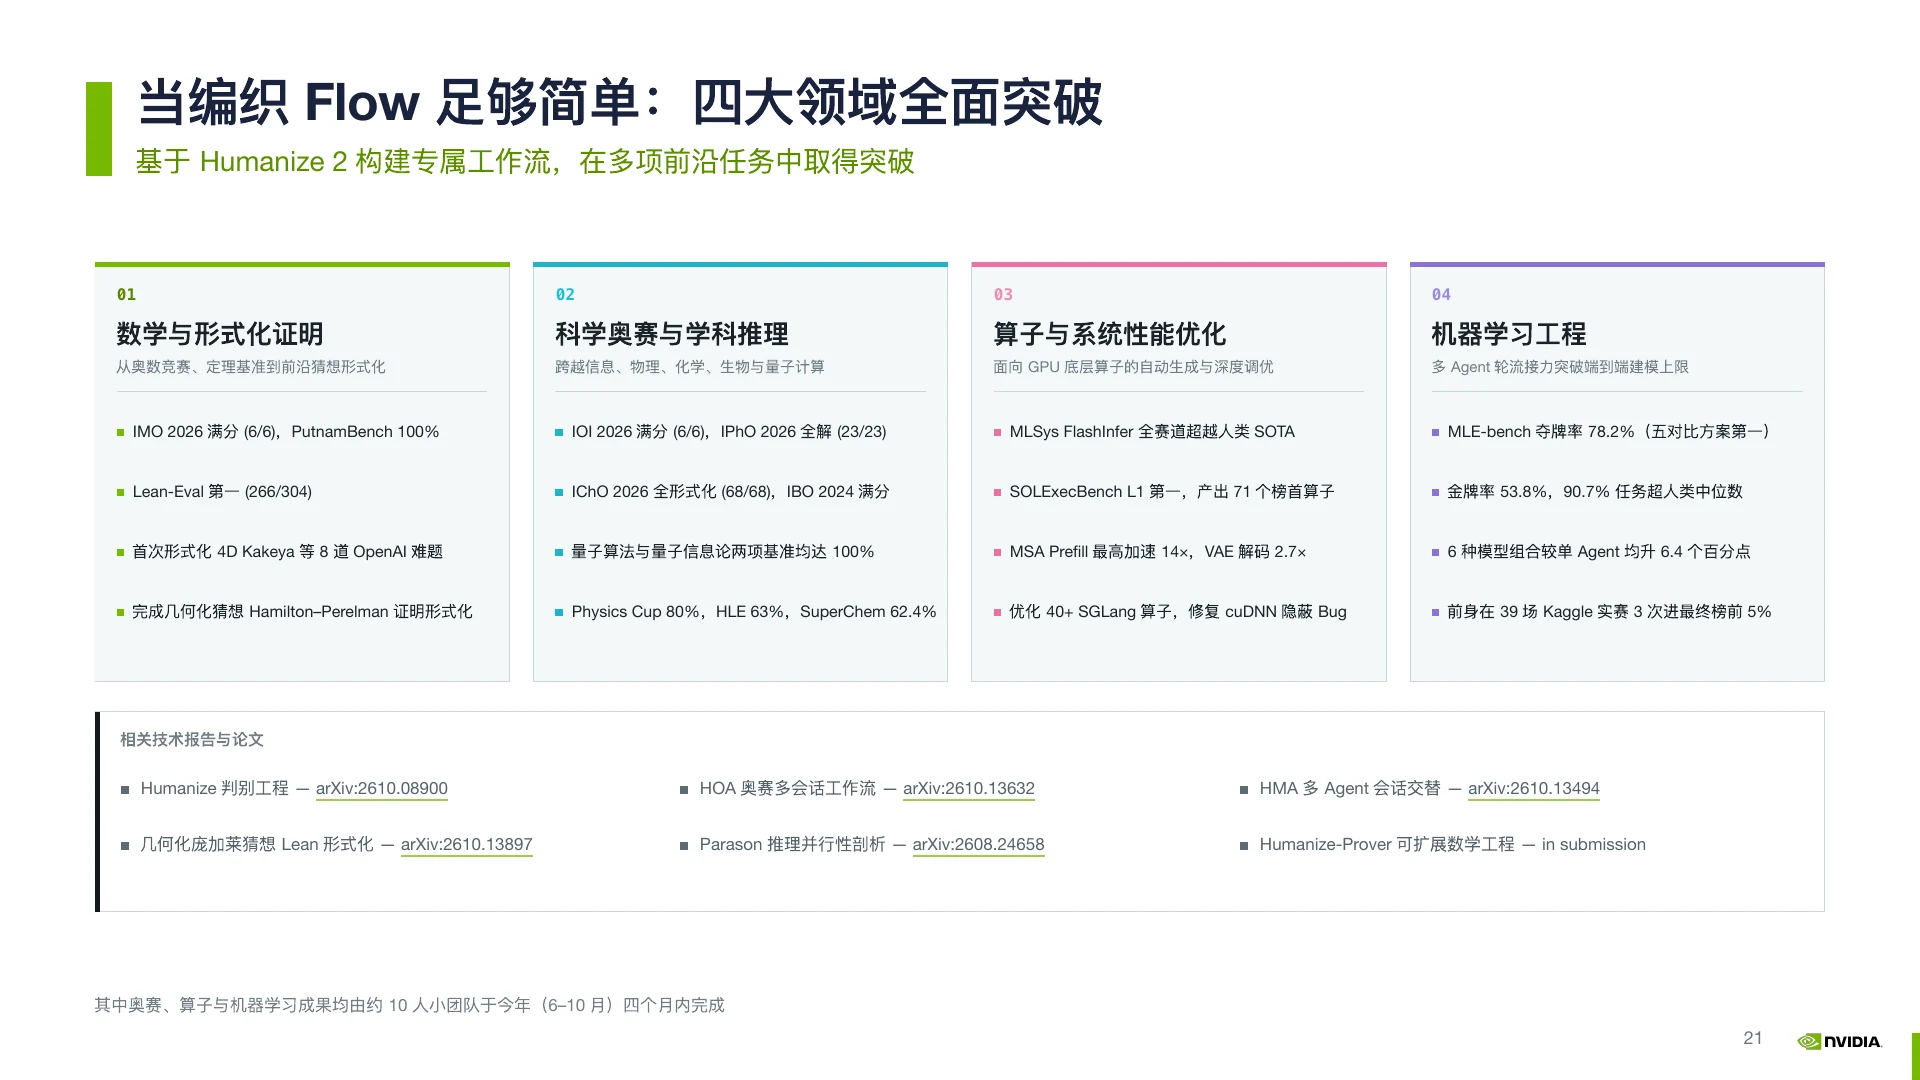 当编织 Flow 足够简单：四大领域全面突破
基于 Humanize 2 构建专属工作流，在多项前沿任务中取得突破
01
数学与形式化证明
从奥数竞赛、定理基准到前沿猜想形式化
IMO 2026 满分 (6/6)，PutnamBench 100%
Lean-Eval 第一 (266/304)
首次形式化 4D Kakeya 等 8 道 OpenAI 难题
完成几何化猜想 Hamilton–Perelman 证明形式化
02
科学奥赛与学科推理
跨越信息、物理、化学、生物与量子计算
IOI 2026 满分 (6/6)，IPhO 2026 全解 (23/23)
IChO 2026 全形式化 (68/68)，IBO 2024 满分
量子算法与量子信息论两项基准均达 100%
Physics Cup 80%，HLE 63%，SuperChem 62.4%
03
算子与系统性能优化
面向 GPU 底层算子的自动生成与深度调优
MLSys FlashInfer 全赛道超越人类 SOTA
SOLExecBench L1 第一，产出 71 个榜首算子
MSA Prefill 最高加速 14×，VAE 解码 2.7×
优化 40+ SGLang 算子，修复 cuDNN 隐蔽 Bug
04
机器学习工程
多 Agent 轮流接力突破端到端建模上限
MLE-bench 夺牌率 78.2%（五对比方案第一）
金牌率 53.8%，90.7% 任务超人类中位数
6 种模型组合较单 Agent 均升 6.4 个百分点
前身在 39 场 Kaggle 实赛 3 次进最终榜前 5%
相关技术报告与论文
Humanize 判别工程 — arXiv:2610.08900
HOA 奥赛多会话工作流 — arXiv:2610.13632
HMA 多 Agent 会话交替 — arXiv:2610.13494
几何化庞加莱猜想 Lean 形式化 — arXiv:2610.13897
Parason 推理并行性剖析 — arXiv:2608.24658
Humanize-Prover 可扩展数学工程 — in submission
其中奥赛、算子与机器学习成果均由约 10 人小团队于今年（6–10 月）四个月内完成
21
NVIDIA